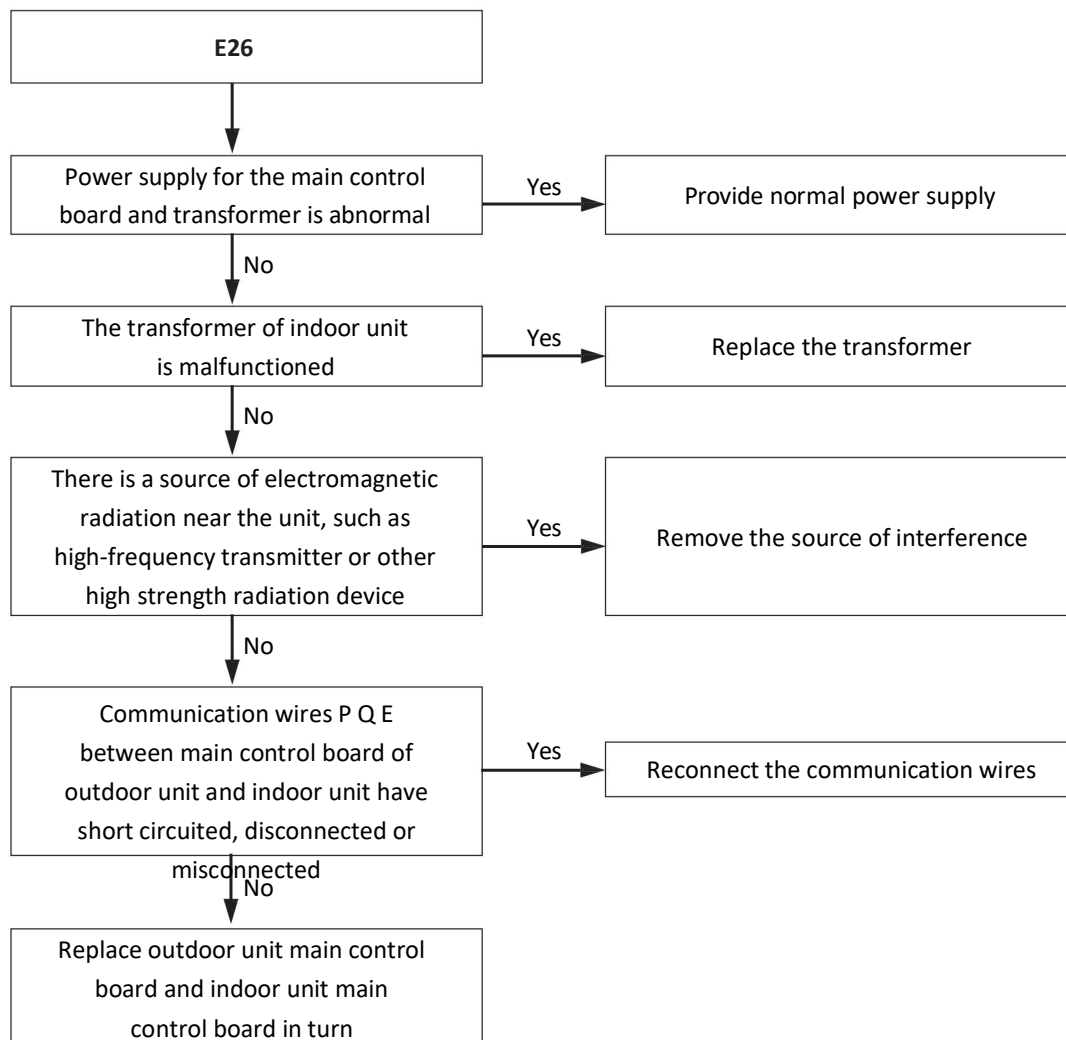 E26
Power supply for the main control
board and transformer is abnormal
Yes
Provide normal power supply
No
The transformer of indoor unit
is malfunctioned
Yes
Replace the transformer
No
There is a source of electromagnetic
radiation near the unit, such as
high-frequency transmitter or other
high strength radiation device
Yes
Remove the source of interference
No
Communication wires P Q E
between main control board of
outdoor unit and indoor unit have
short circuited, disconnected or
misconnected
Yes
Reconnect the communication wires
No
Replace outdoor unit main control
board and indoor unit main
control board in turn